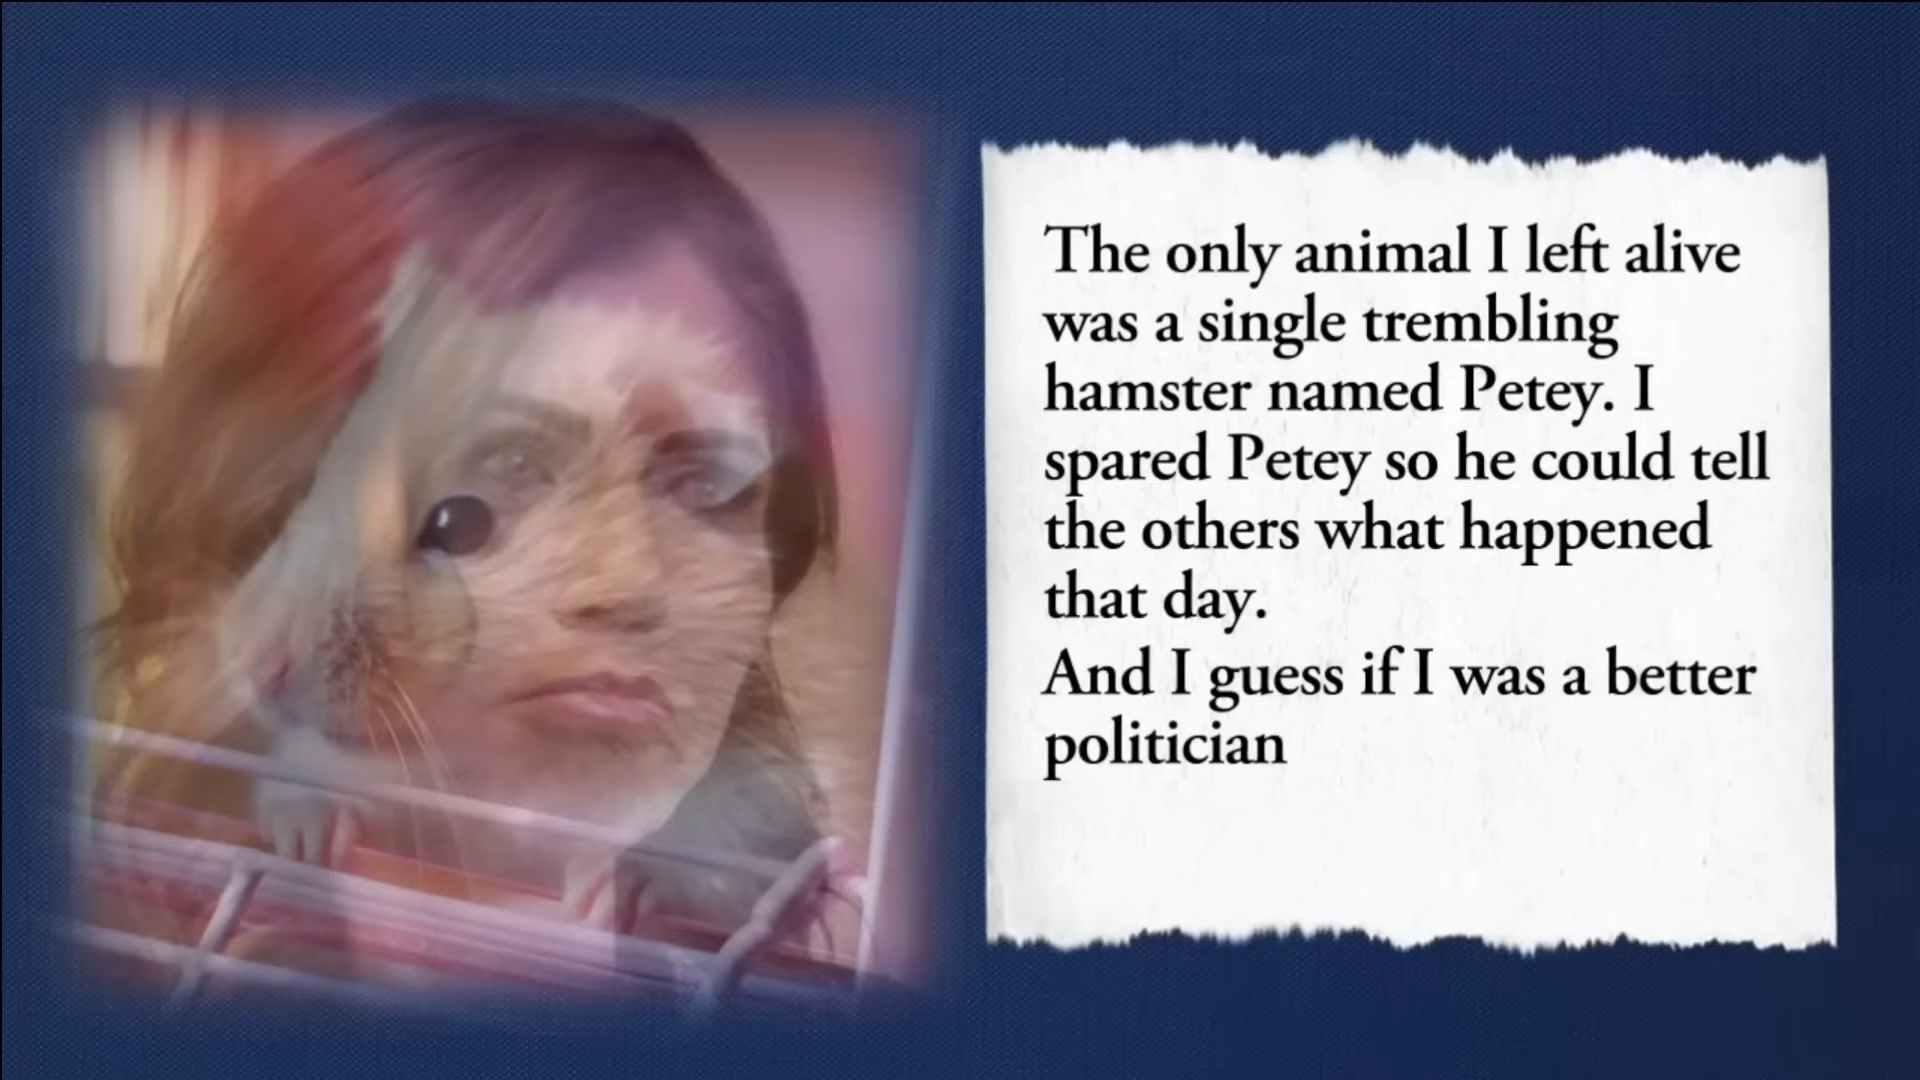 The only animal I left alive
was a single trembling
hamster named Petey. I
spared Petey so he could tell
the others what happened
that day.
And I guess if I was a better
politician